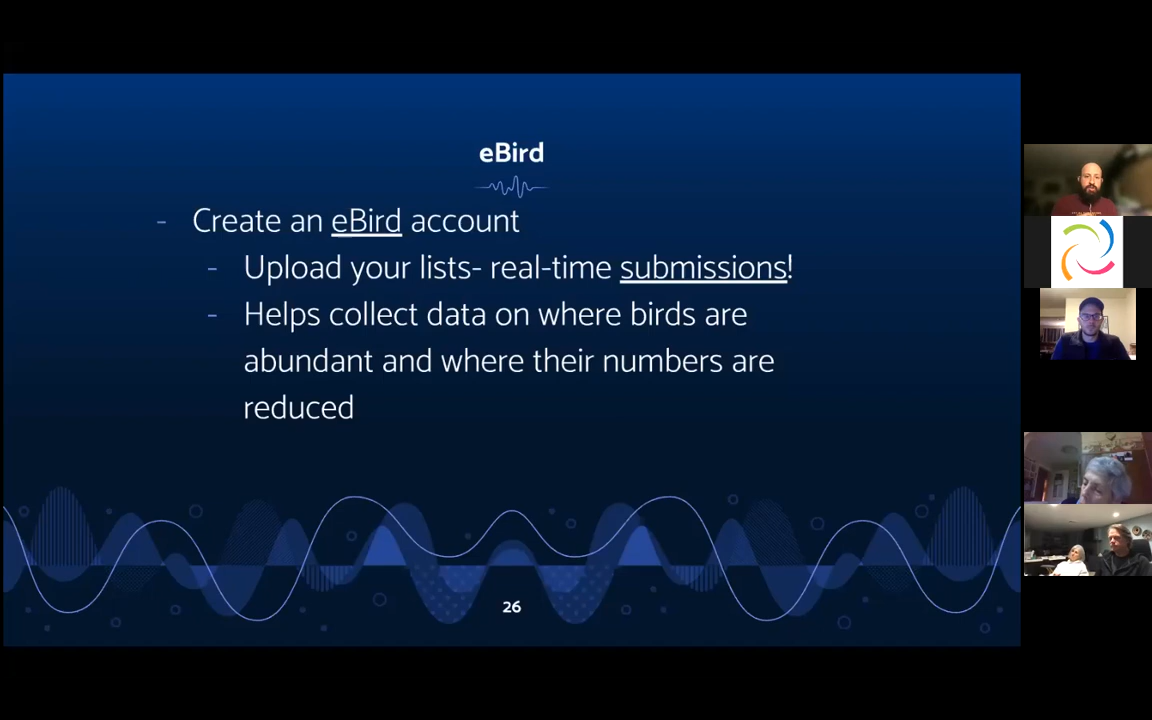 eBird
- Create an eBird account
- Upload your lists- real-time submissions!
- Helps collect data on where birds are
abundant and where their numbers are
reduced
26